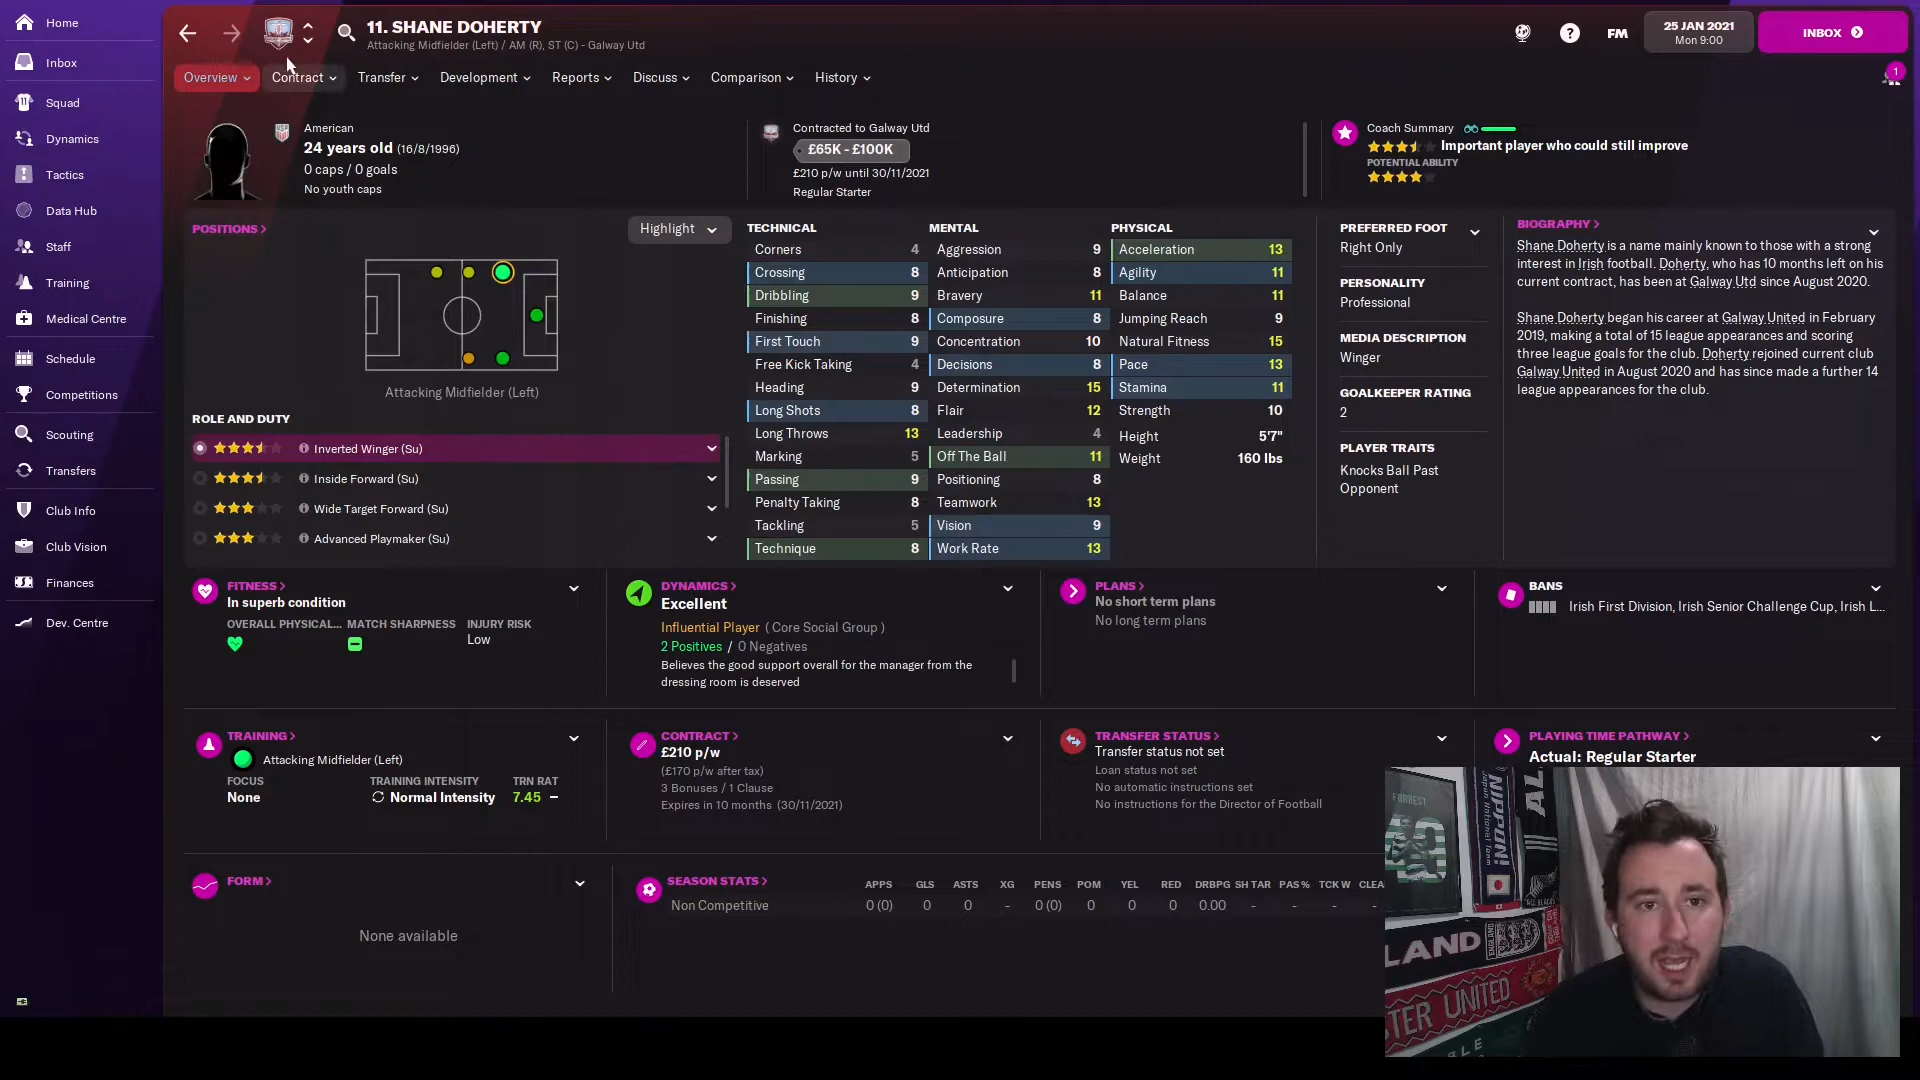 Home
Inbox
Squad
Dynamics
Tactics
Data Hub
Staff
Training
Medical Centre
Schedule
Competitions
Scouting
Transfers
Club Info
Club Vision
Finances
Dev. Centre
11. SHANE DOHERTY
Attacking Midfielder (Left) / AM (R), ST (C) - Galway Utd
? FM
25 JAN 2021
Mon 9:00
INBOX
Overview Contract Transfer Development Reports Discuss Comparison History
1
American
24 years old (16/8/1996)
0 caps / 0 goals
No youth caps
Contracted to Galway Utd
£65K - £100K
£210 p/w until 30/11/2021
Regular Starter
Coach Summary
Important player who could still improve
POTENTIAL ABILITY
POSITIONS >
Highlight
Attacking Midfielder (Left)
ROLE AND DUTY
Inverted Winger (Su)
Inside Forward (Su)
Wide Target Forward (Su)
Advanced Playmaker (Su)
TECHNICAL
Corners 4
Crossing 8
Dribbling 9
Finishing 8
First Touch 9
Free Kick Taking 4
Heading 9
Long Shots 8
Long Throws 13
Marking 5
Passing 9
Penalty Taking 8
Tackling 5
Technique 8
MENTAL
Aggression 9
Anticipation 8
Bravery 11
Composure 8
Concentration 10
Decisions 8
Determination 15
Flair 12
Leadership 4
Off The Ball 11
Positioning 8
Teamwork 13
Vision 9
Work Rate 13
PHYSICAL
Acceleration 13
Agility 11
Balance 11
Jumping Reach 9
Natural Fitness 15
Pace 13
Stamina 11
Strength 10
Height 5'7"
Weight 160 lbs
PREFERRED FOOT
Right Only
PERSONALITY
Professional
MEDIA DESCRIPTION
Winger
GOALKEEPER RATING
2
PLAYER TRAITS
Knocks Ball Past
Opponent
BIOGRAPHY >
Shane Doherty is a name mainly known to those with a strong
interest in Irish football. Doherty, who has 10 months left on his
current contract, has been at Galway Utd since August 2020.
Shane Doherty began his career at Galway United in February
2019, making a total of 15 league appearances and scoring
three league goals for the club. Doherty rejoined current club
Galway United in August 2020 and has since made a further 14
league appearances for the club.
FITNESS >
In superb condition
OVERALL PHYSICAL... MATCH SHARPNESS INJURY RISK
Low
DYNAMICS >
Excellent
Influential Player ( Core Social Group )
2 Positives / 0 Negatives
Believes the good support overall for the manager from the
dressing room is deserved
PLANS >
No short term plans
No long term plans
BANS
Irish First Division, Irish Senior Challenge Cup, Irish L...
TRAINING >
Attacking Midfielder (Left)
FOCUS TRAINING INTENSITY TRN RAT
None Normal Intensity 7.45 –
CONTRACT >
£210 p/w
(£170 p/w after tax)
3 Bonuses / 1 Clause
Expires in 10 months (30/11/2021)
TRANSFER STATUS >
Transfer status not set
Loan status not set
No automatic instructions set
No instructions for the Director of Football
PLAYING TIME PATHWAY >
Actual: Regular Starter
FORM >
None available
SEASON STATS > APPS GLS ASTS XG PENS POM YEL RED DRBPG SH TAR PAS % TCK W CLEA
Non Competitive 0 (0) 0 0 - 0 (0) 0 0 0 0.00 - - - -
FORREST
NIPPON!
Japan National Team
AL
ALL BLACKS
ENGLAND
LAND
TER UNITED